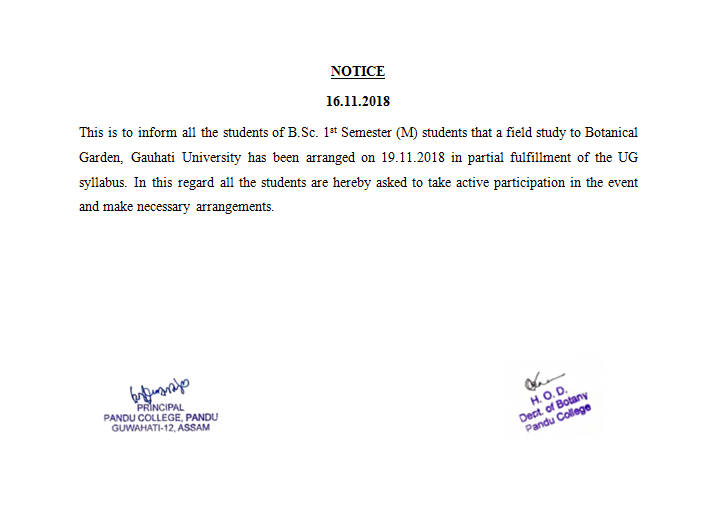 NOTICE
16.11.2018
This is to inform all the students of B.Sc. 1st Semester (M) students that a field study to Botanical
Garden, Gauhati University has been arranged on 19.11.2018 in partial fulfillment of the UG
syllabus. In this regard all the students are hereby asked to take active participation in the event
and make necessary arrangements.
PRINCIPAL
PANDU COLLEGE, PANDU
GUWAHATI-12, ASSAM
H. O. D.
Dect. of Botany
Pandu College